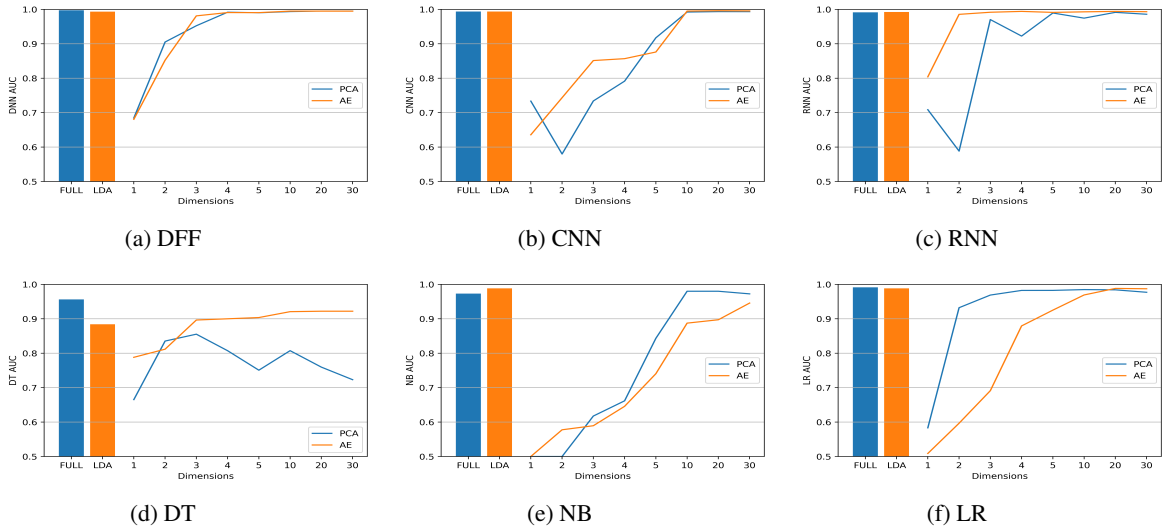 1.0
0.9
0.8
0.7
0.6
0.5
DNN AUC
PCA
AE
FULL LDA 1 2 3 4 5 10 20 30
Dimensions
(a) DFF
1.0
0.9
0.8
0.7
0.6
0.5
CNN AUC
PCA
AE
FULL LDA 1 2 3 4 5 10 20 30
Dimensions
(b) CNN
1.0
0.9
0.8
0.7
0.6
0.5
RNN AUC
PCA
AE
FULL LDA 1 2 3 4 5 10 20 30
Dimensions
(c) RNN
1.0
0.9
0.8
0.7
0.6
0.5
DT AUC
PCA
AE
FULL LDA 1 2 3 4 5 10 20 30
Dimensions
(d) DT
1.0
0.9
0.8
0.7
0.6
0.5
NB AUC
PCA
AE
FULL LDA 1 2 3 4 5 10 20 30
Dimensions
(e) NB
1.0
0.9
0.8
0.7
0.6
0.5
LR AUC
PCA
AE
FULL LDA 1 2 3 4 5 10 20 30
Dimensions
(f) LR